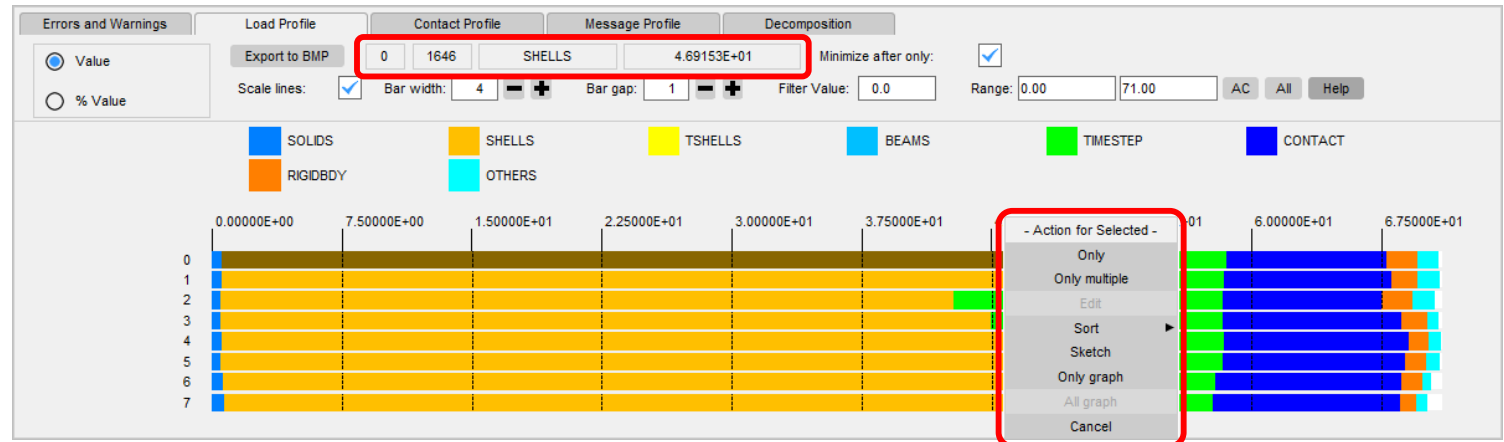 Errors and Warnings Load Profile Contact Profile Message Profile Decomposition
Value Export to BMP 0 1646 SHELLS 4.69153E+01 Minimize after only:
% Value Scale lines: Bar width: 4 Bar gap: 1 Filter Value: 0.0 Range: 0.00 71.00 AC All Help
SOLIDS SHELLS TSHELLS BEAMS TIMESTEP CONTACT
RIGIDBDY OTHERS
0.00000E+00 7.50000E+00 1.50000E+01 2.25000E+01 3.00000E+01 3.75000E+01 +01 6.00000E+01 6.75000E+01
- Action for Selected -
0 Only
1 Only multiple
2 Edit
3 Sort
4 Sketch
5 Only graph
6 All graph
7 Cancel